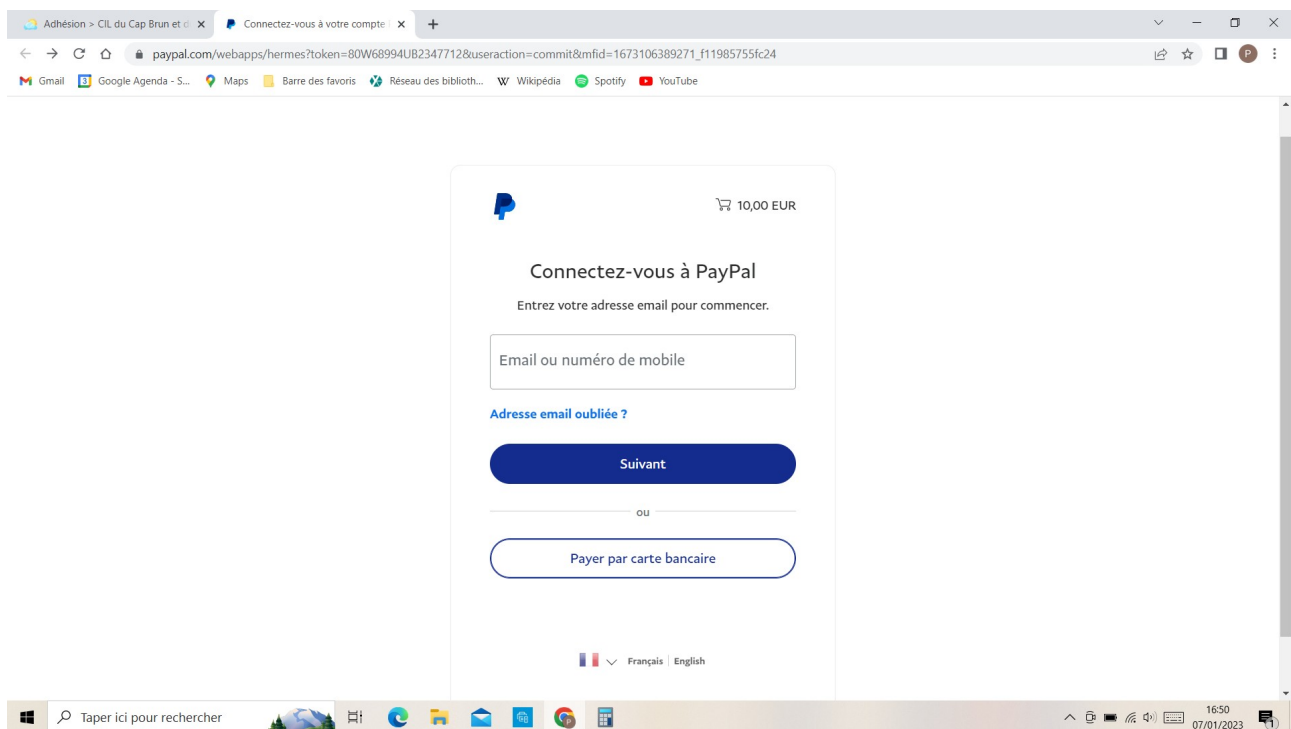 Adhésion > CIL du Cap Brun et d
Connectez-vous à votre compte
paypal.com/webapps/hermes?token=80W68994UB2347712&useraction=commit&mfid=1673106389271_f11985755fc24
P
Gmail
Google Agenda - S...
Maps
Barre des favoris
Réseau des biblioth...
Wikipédia
Spotify
YouTube
10,00 EUR
Connectez-vous à PayPal
Entrez votre adresse email pour commencer.
Email ou numéro de mobile
Adresse email oubliée ?
Suivant
ou
Payer par carte bancaire
Français | English
Taper ici pour rechercher
16:50
07/01/2023